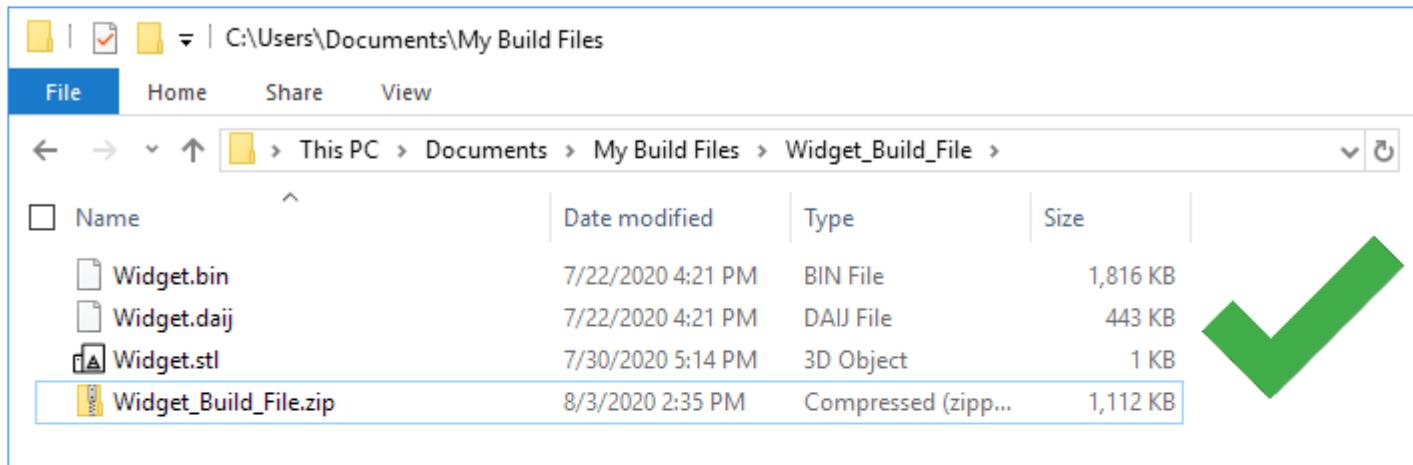 C:\Users\Documents\My Build Files
File Home Share View
This PC > Documents > My Build Files > Widget_Build_File >
Name Date modified Type Size
Widget.bin 7/22/2020 4:21 PM BIN File 1,816 KB
Widget.daij 7/22/2020 4:21 PM DAIJ File 443 KB
Widget.stl 7/30/2020 5:14 PM 3D Object 1 KB
Widget_Build_File.zip 8/3/2020 2:35 PM Compressed (zipp... 1,112 KB